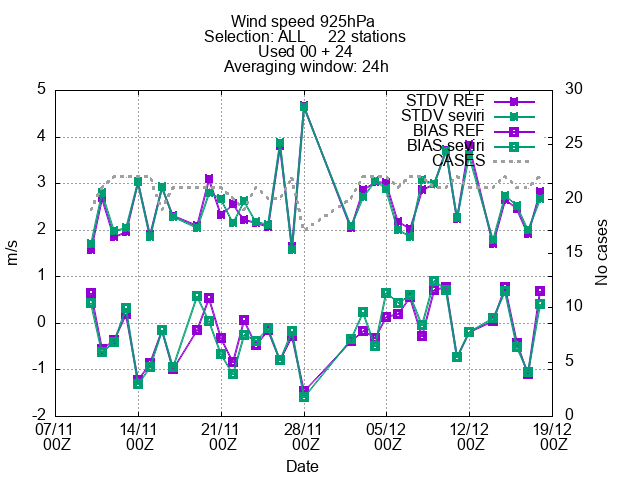 Wind speed 925hPa
Selection: ALL 22 stations
Used 00 + 24
Averaging window: 24h
5
4
3
2
1
0
-1
-2
m/s
30
25
20
15
10
5
0
No cases
STDV REF
STDV seviri
BIAS REF
BIAS seviri
CASES
07/11 14/11 21/11 28/11 05/12 12/12 19/12
00Z 00Z 00Z 00Z 00Z 00Z 00Z
Date